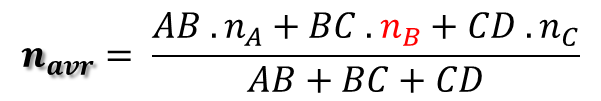 n_avr = (AB . n_A + BC . n_B + CD . n_C) / (AB + BC + CD)